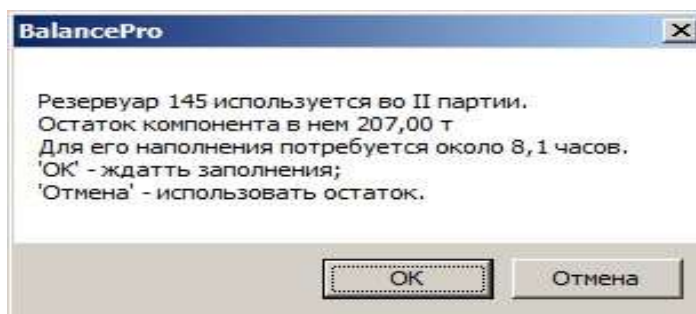 BalancePro
Резервуар 145 используется во II партии.
Остаток компонента в нем 207,00 т
Для его наполнения потребуется около 8,1 часов.
'ОК' - ждатть заполнения;
'Отмена' - использовать остаток.
ОК
Отмена